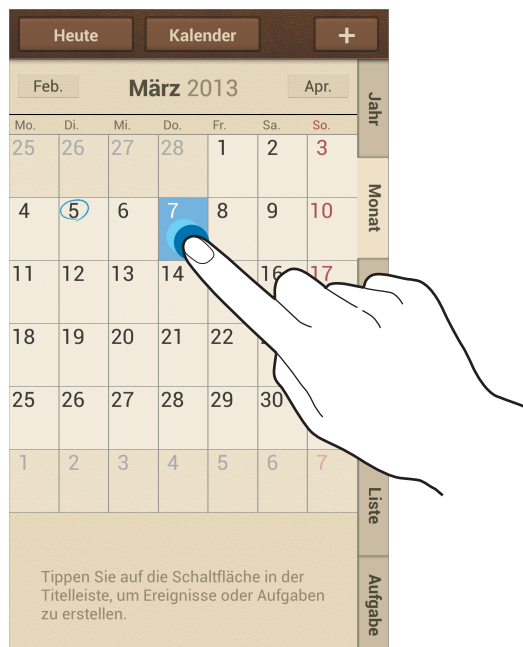 Heute Kalender +
Feb. März 2013 Apr.
Mo. Di. Mi. Do. Fr. Sa. So.
25 26 27 28 1 2 3
4 5 6 7 8 9 10
11 12 13 14 16 17
18 19 20 21 22
25 26 27 28 29 30
1 2 3 4 5 6 7
Jahr
Monat
Liste
Aufgabe
Tippen Sie auf die Schaltfläche in der
Titelleiste, um Ereignisse oder Aufgaben
zu erstellen.